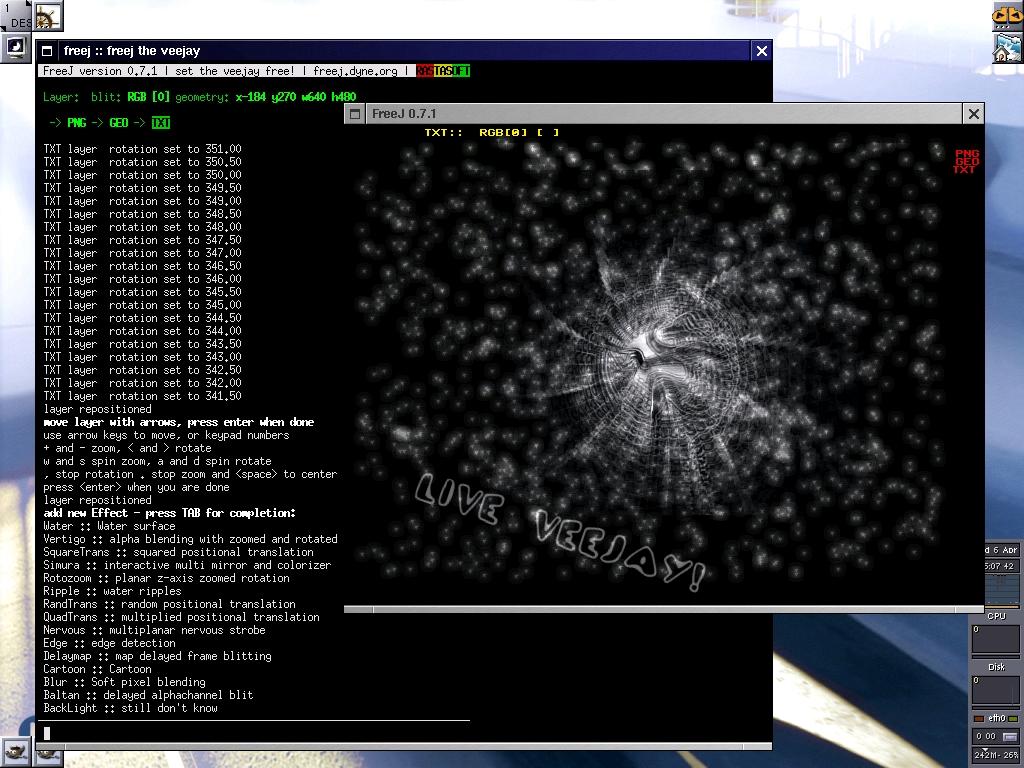 1
DES
freej :: freej the veejay
FreeJ version 0.7.1 | set the veejay free! | freej.dyne.org | RASTASOFT
Layer:  blit: RGB [0] geometry: x-184 y270 w640 h480
-> PNG -> GEO -> TXT
TXT layer  rotation set to 351.00
TXT layer  rotation set to 350.50
TXT layer  rotation set to 350.00
TXT layer  rotation set to 349.50
TXT layer  rotation set to 349.00
TXT layer  rotation set to 348.50
TXT layer  rotation set to 348.00
TXT layer  rotation set to 347.50
TXT layer  rotation set to 347.00
TXT layer  rotation set to 346.50
TXT layer  rotation set to 346.00
TXT layer  rotation set to 345.50
TXT layer  rotation set to 345.00
TXT layer  rotation set to 344.50
TXT layer  rotation set to 344.00
TXT layer  rotation set to 343.50
TXT layer  rotation set to 343.00
TXT layer  rotation set to 342.50
TXT layer  rotation set to 342.00
TXT layer  rotation set to 341.50
layer repositioned
move layer with arrows, press enter when done
use arrow keys to move, or keypad numbers
+ and - zoom, < and > rotate
w and s spin zoom, a and d spin rotate
, stop rotation . stop zoom and <space> to center
press <enter> when you are done
layer repositioned
add new Effect - press TAB for completion:
Water :: Water surface
Vertigo :: alpha blending with zoomed and rotated
SquareTrans :: squared positional translation
Simura :: interactive multi mirror and colorizer
Rotozoom :: planar z-axis zoomed rotation
Ripple :: water ripples
RandTrans :: random positional translation
QuadTrans :: multiplied positional translation
Nervous :: multiplanar nervous strobe
Edge :: edge detection
Delaymap :: map delayed frame blitting
Cartoon :: Cartoon
Blur :: Soft pixel blending
Baltan :: delayed alphachannel blit
BackLight :: still don't know
FreeJ 0.7.1
TXT::  RGB[0] [ ]
PNG
GEO
TXT
LIVE VEEJAY!
d 6 Apr
5:07 42
CPU
0
Disk
0
eth0
0 00
242M- 26%